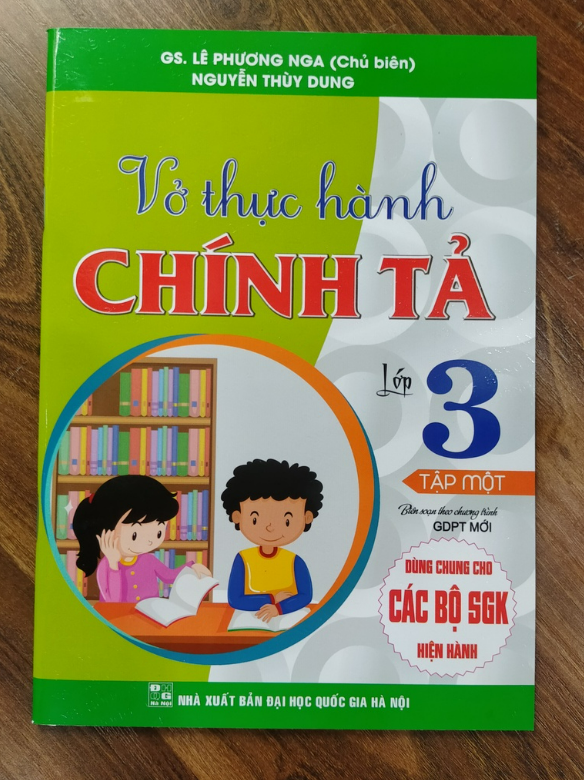 GS. LÊ PHƯƠNG NGA (Chủ biên)
NGUYỄN THÙY DUNG
Vở thực hành
CHÍNH TẢ
Lớp 3
TẬP MỘT
Biên soạn theo chương trình
GDPT MỚI
DÙNG CHUNG CHO
CÁC BỘ SGK
HIỆN HÀNH
Hà Nội
NHÀ XUẤT BẢN ĐẠI HỌC QUỐC GIA HÀ NỘI